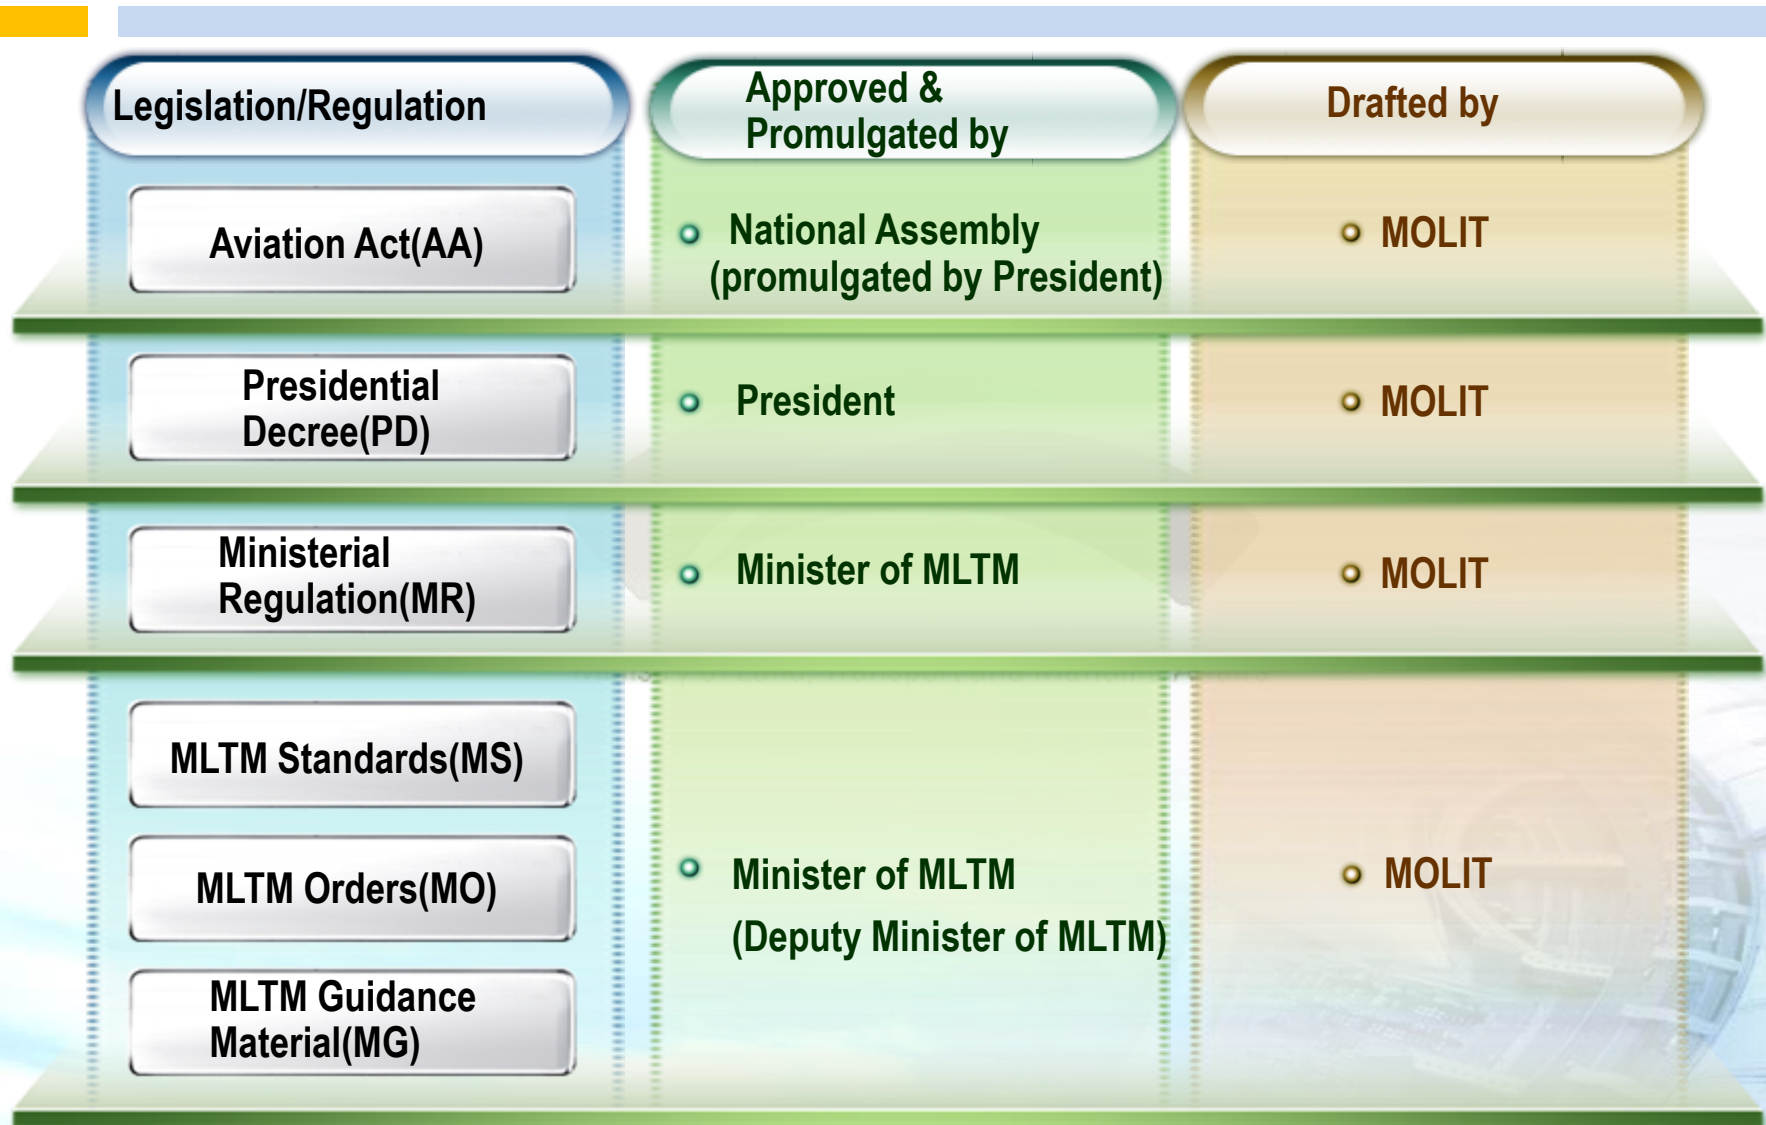 Legislation/Regulation
Approved &
Promulgated by
Drafted by
Aviation Act(AA)
National Assembly
(promulgated by President)
MOLIT
Presidential
Decree(PD)
President
MOLIT
Ministerial
Regulation(MR)
Minister of MLTM
MOLIT
MLTM Standards(MS)
MLTM Orders(MO)
MLTM Guidance
Material(MG)
Minister of MLTM
(Deputy Minister of MLTM)
MOLIT